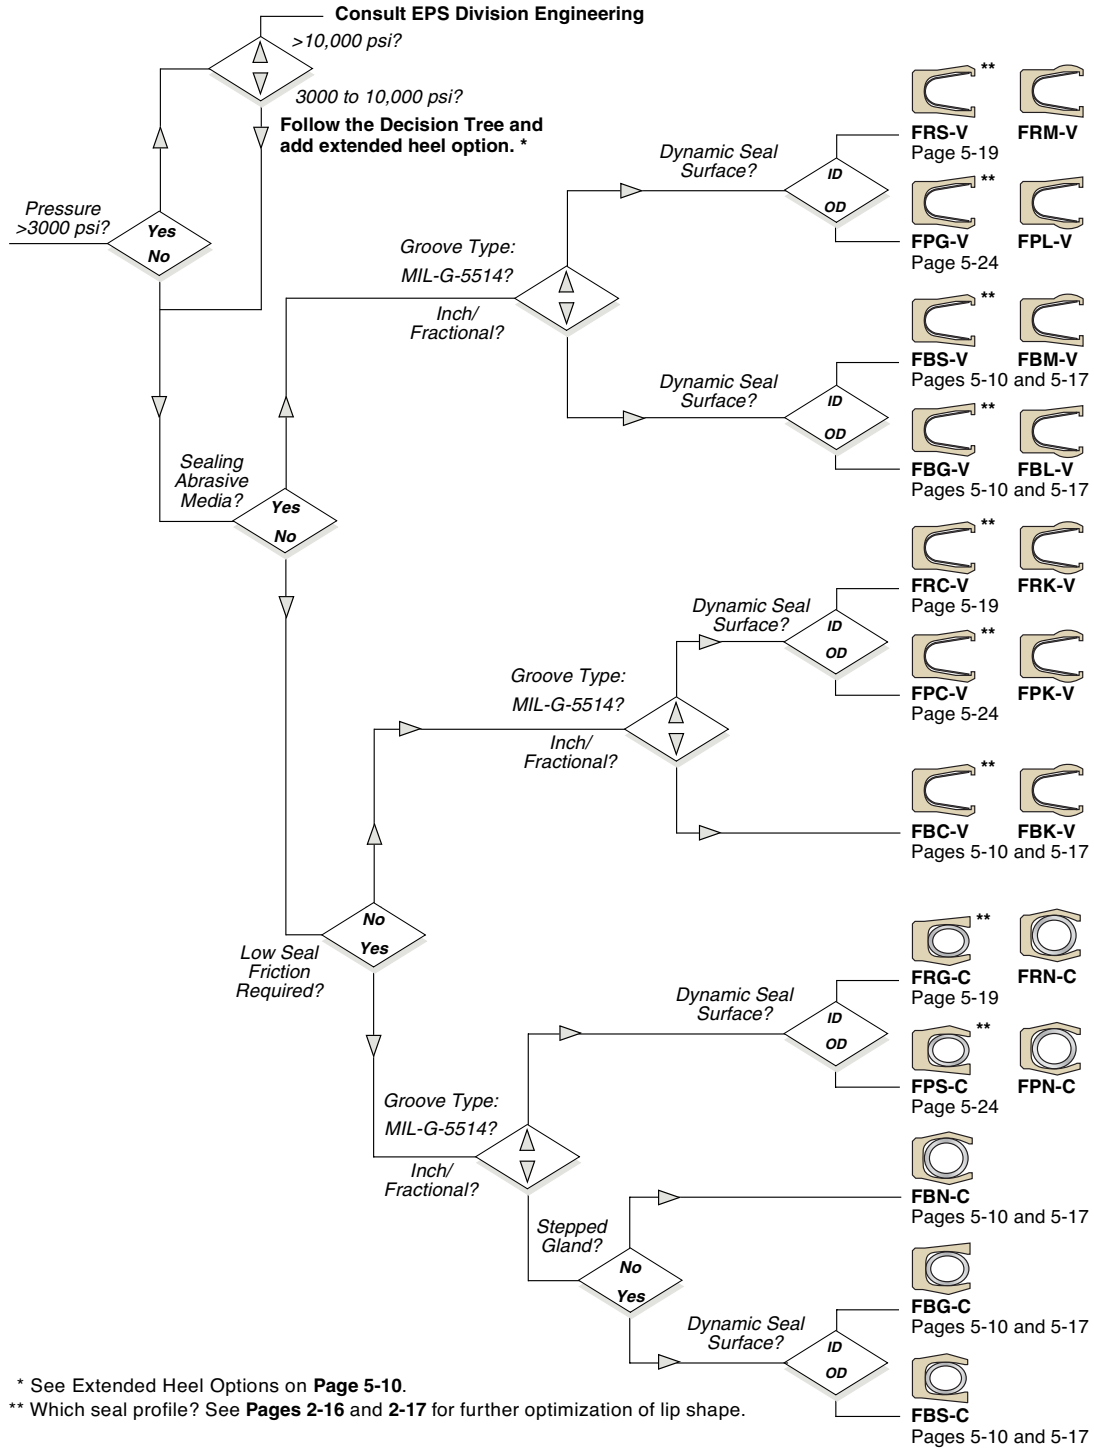 Consult EPS Division Engineering
>10,000 psi?
3000 to 10,000 psi?
Follow the Decision Tree and
add extended heel option. *
Pressure
>3000 psi?
Yes
No
Sealing
Abrasive
Media?
Yes
No
Groove Type:
MIL-G-5514?
Inch/
Fractional?
Dynamic Seal
Surface?
ID
OD
**
FRS-V FRM-V
Page 5-19
**
FPG-V FPL-V
Page 5-24
Dynamic Seal
Surface?
ID
OD
**
FBS-V FBM-V
Pages 5-10 and 5-17
**
FBG-V FBL-V
Pages 5-10 and 5-17
Low Seal
Friction
Required?
No
Yes
Groove Type:
MIL-G-5514?
Inch/
Fractional?
Dynamic Seal
Surface?
ID
OD
**
FRC-V FRK-V
Page 5-19
**
FPC-V FPK-V
Page 5-24
**
FBC-V FBK-V
Pages 5-10 and 5-17
Groove Type:
MIL-G-5514?
Inch/
Fractional?
Dynamic Seal
Surface?
ID
OD
**
FRG-C FRN-C
Page 5-19
**
FPS-C FPN-C
Page 5-24
Stepped
Gland?
No
Yes
FBN-C
Pages 5-10 and 5-17
Dynamic Seal
Surface?
ID
OD
FBG-C
Pages 5-10 and 5-17
FBS-C
Pages 5-10 and 5-17
* See Extended Heel Options on Page 5-10.
** Which seal profile? See Pages 2-16 and 2-17 for further optimization of lip shape.